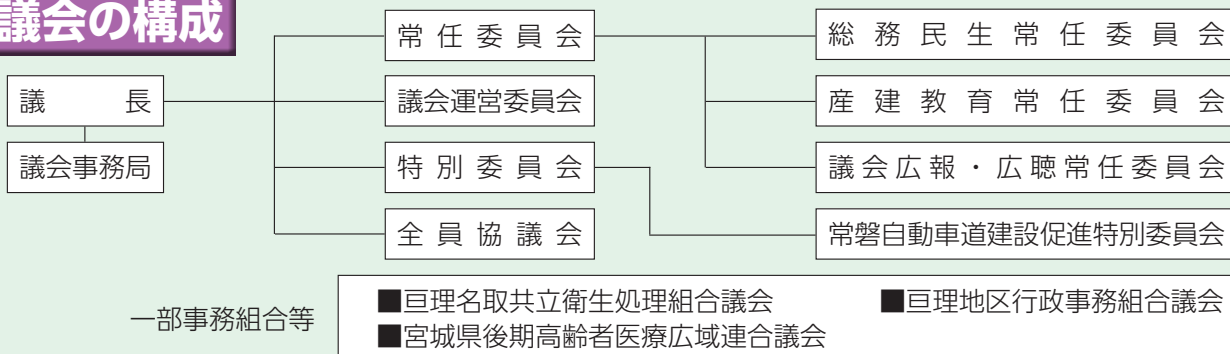 議会の構成
議長
議会事務局
常任委員会
議会運営委員会
特別委員会
全員協議会
総務民生常任委員会
産建教育常任委員会
議会広報・広聴常任委員会
常磐自動車道建設促進特別委員会
一部事務組合等
■亘理名取共立衛生処理組合議会 ■亘理地区行政事務組合議会
■宮城県後期高齢者医療広域連合議会